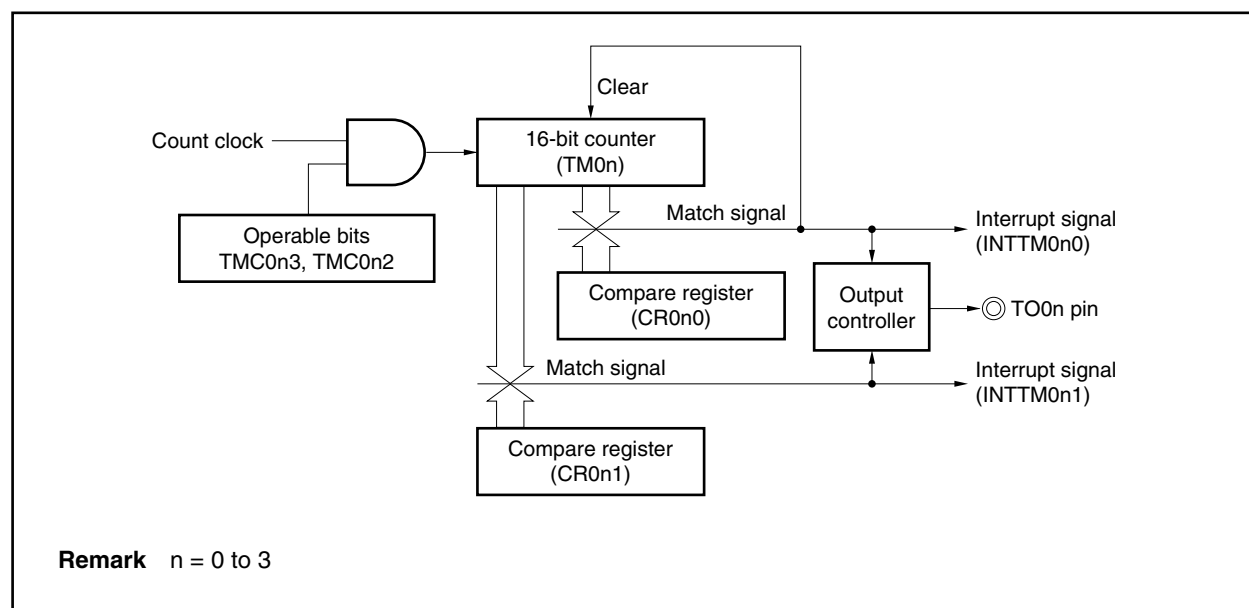 Clear
Count clock
16-bit counter
(TM0n)
Operable bits
TMC0n3, TMC0n2
Match signal
Interrupt signal
(INTTM0n0)
Compare register
(CR0n0)
Output
controller
TO0n pin
Match signal
Interrupt signal
(INTTM0n1)
Compare register
(CR0n1)
Remark n = 0 to 3